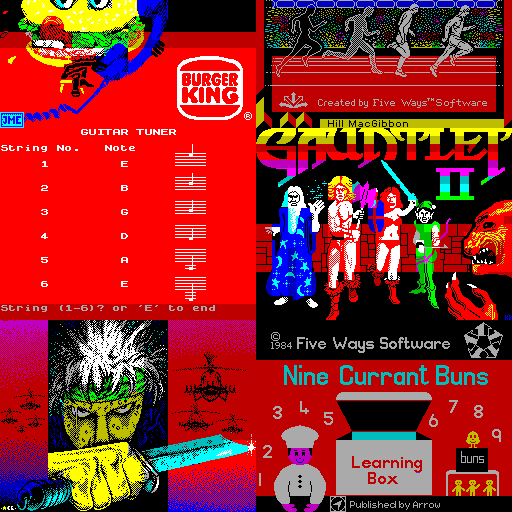 BURGER
KING
®
JME
GUITAR TUNER
String No. Note
1 E
2 B
3 G
4 D
5 A
6 E
String (1-6)? or 'E' to end
ACE
Created by Five Ways™ Software
Hill MacGibbon
GAUNTLET
II
© 1984 Five Ways Software
Nine Currant Buns
1 2 3 4 5 6 7 8 9
Learning
Box
buns
Published by Arrow